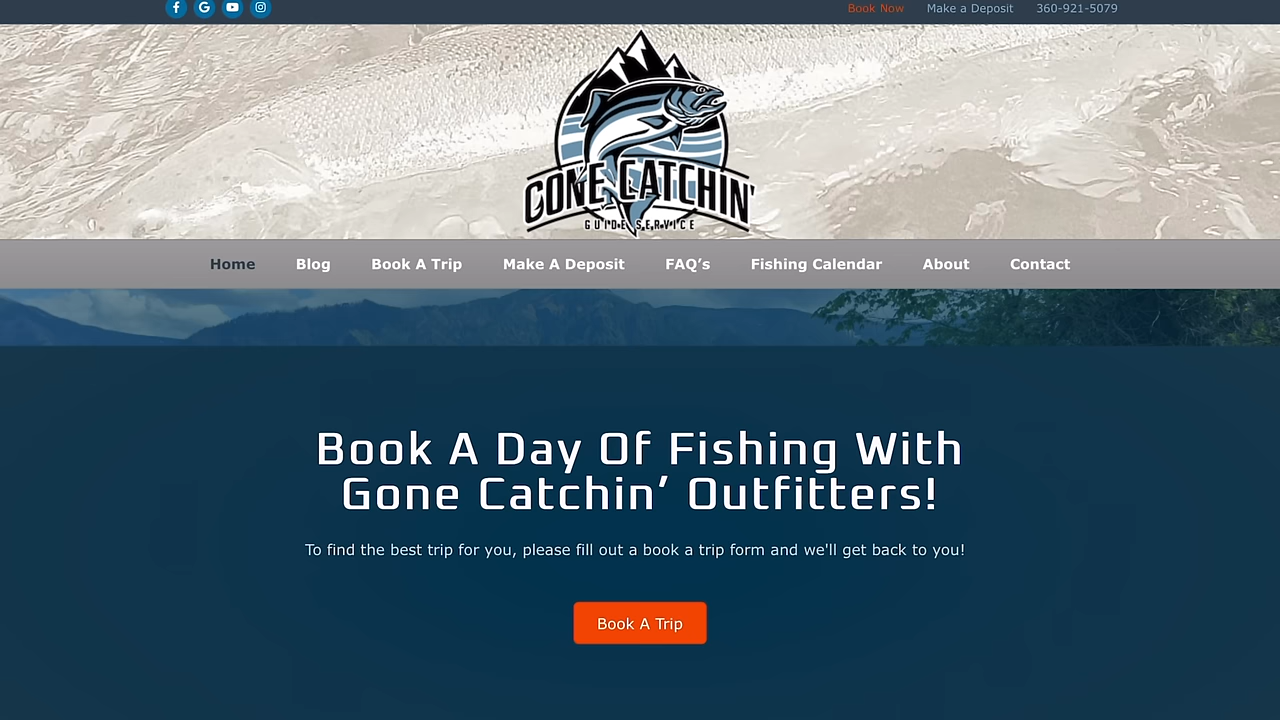 Book Now
Make a Deposit
360-921-5079
GONE CATCHIN'
GUIDE SERVICE
Home
Blog
Book A Trip
Make A Deposit
FAQ’s
Fishing Calendar
About
Contact
Book A Day Of Fishing With
Gone Catchin’ Outfitters!
To find the best trip for you, please fill out a book a trip form and we'll get back to you!
Book A Trip